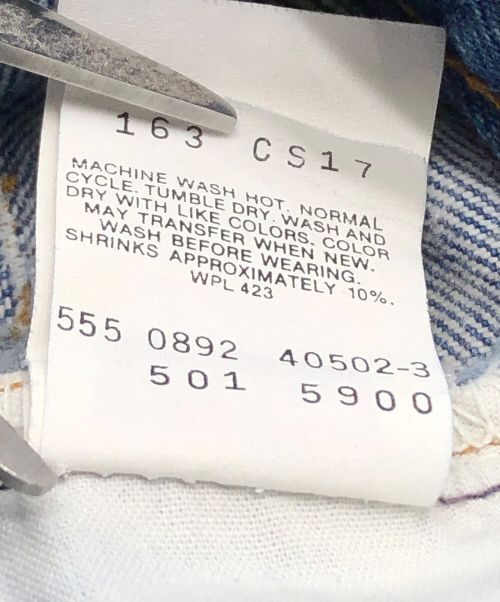 163 CS17
MACHINE WASH HOT, NORMAL
CYCLE. TUMBLE DRY. WASH AND
DRY WITH LIKE COLORS. COLOR
MAY TRANSFER WHEN NEW.
WASH BEFORE WEARING.
SHRINKS APPROXIMATELY 10%.
WPL 423
555 0892 40502-3
501 5900